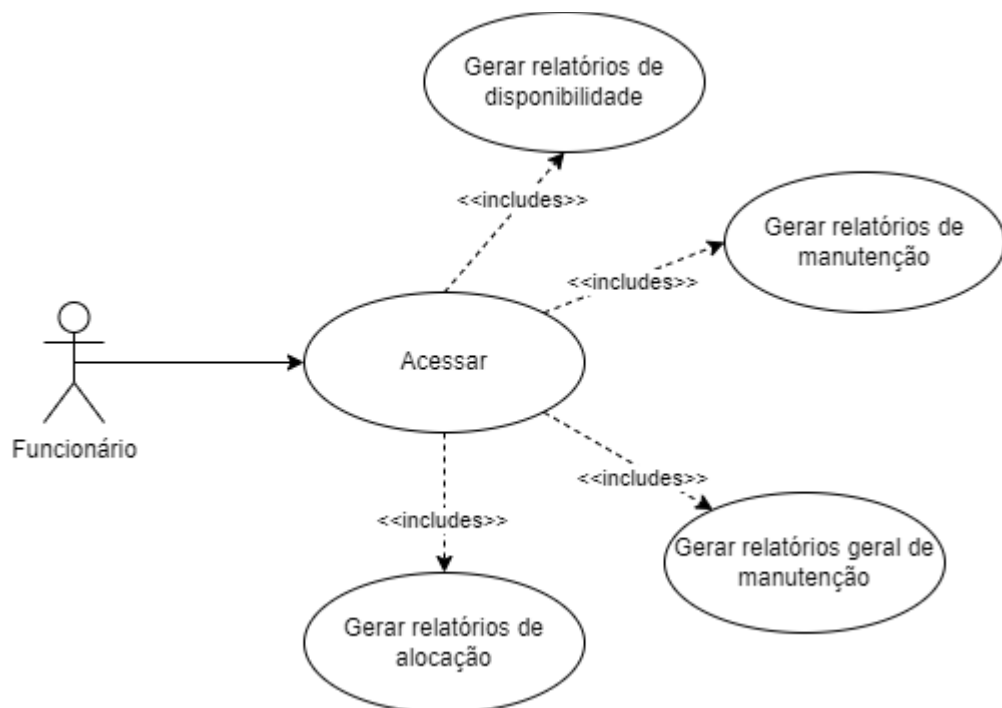 Gerar relatórios de
disponibilidade
<<includes>>
Gerar relatórios de
manutenção
<<includes>>
Acessar
Funcionário
<<includes>>
<<includes>>
Gerar relatórios geral de
manutenção
Gerar relatórios de
alocação